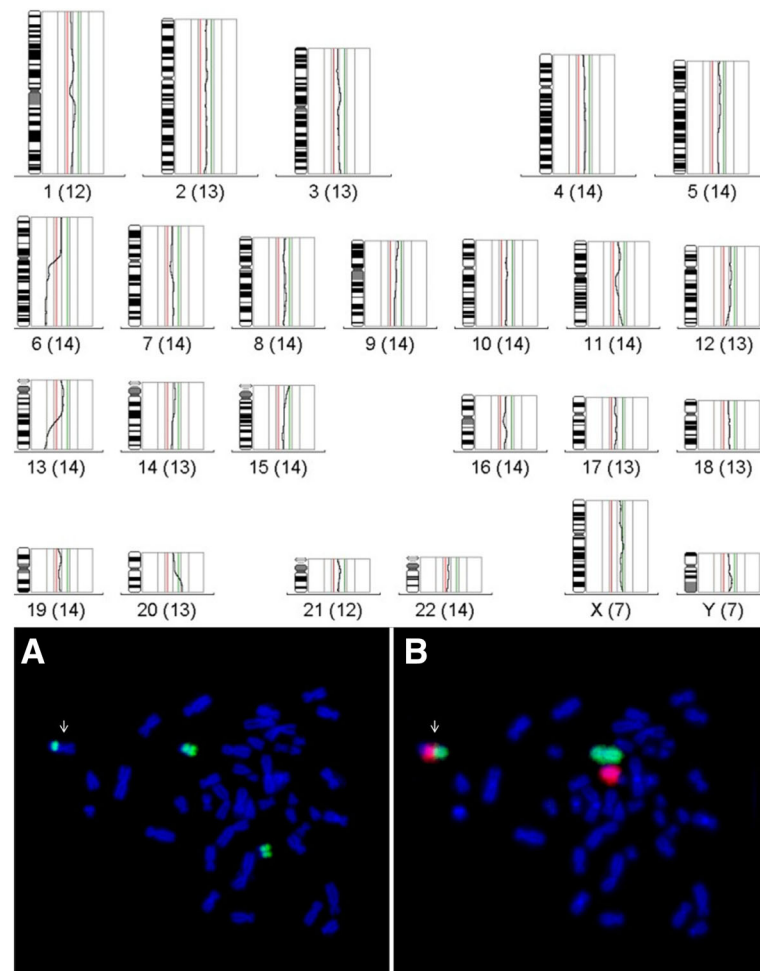 1 (12) 2 (13) 3 (13) 4 (14) 5 (14)
6 (14) 7 (14) 8 (14) 9 (14) 10 (14) 11 (14) 12 (13)
13 (14) 14 (13) 15 (14) 16 (14) 17 (13) 18 (13)
19 (14) 20 (13) 21 (12) 22 (14) X (7) Y (7)
A B